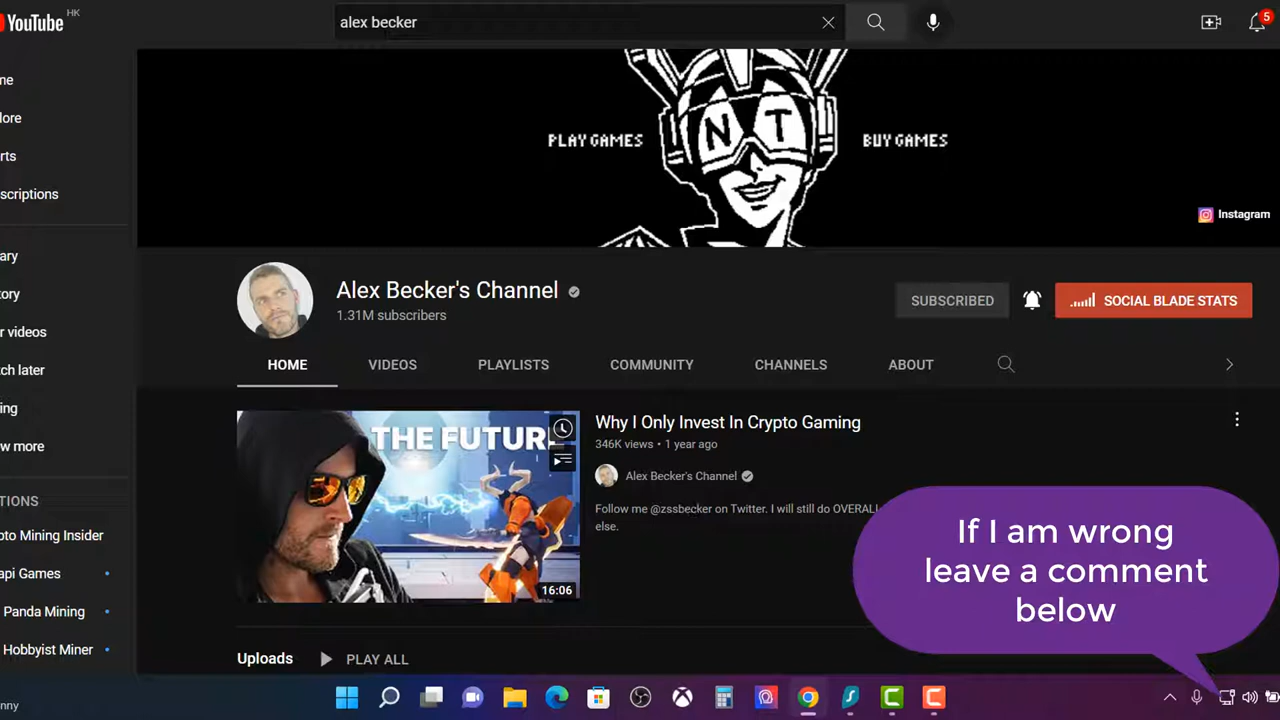 YouTube HK
alex becker
5
me
lore
rts
scriptions
rary
tory
r videos
tch later
ing
w more
TIONS
pto Mining Insider
api Games
Panda Mining
Hobbyist Miner
PLAY GAMES
N T
BUY GAMES
Instagram
Alex Becker's Channel
1.31M subscribers
SUBSCRIBED
SOCIAL BLADE STATS
HOME
VIDEOS
PLAYLISTS
COMMUNITY
CHANNELS
ABOUT
THE FUTUR
16:06
Why I Only Invest In Crypto Gaming
346K views • 1 year ago
Alex Becker's Channel
Follow me @zssbecker on Twitter. I will still do OVERALL
else.
If I am wrong
leave a comment
below
Uploads
PLAY ALL
nny